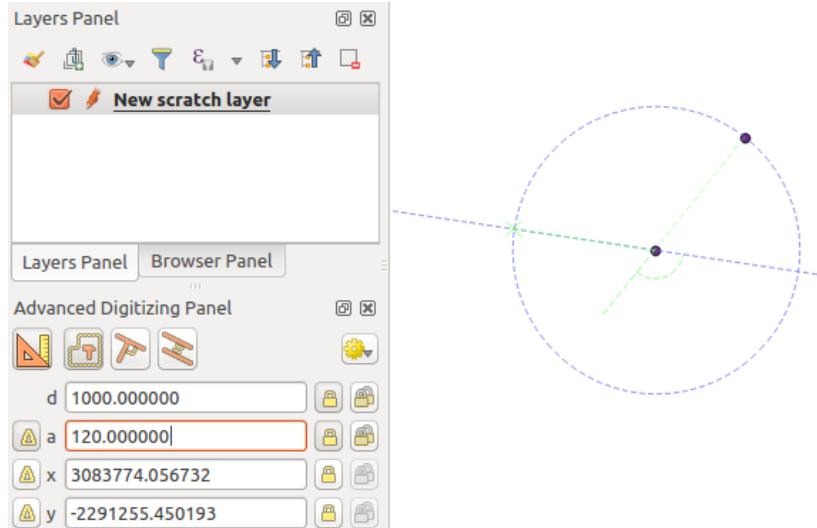 Layers Panel
New scratch layer
Layers Panel Browser Panel
Advanced Digitizing Panel
d 1000.000000
a 120.000000
x 3083774.056732
y -2291255.450193